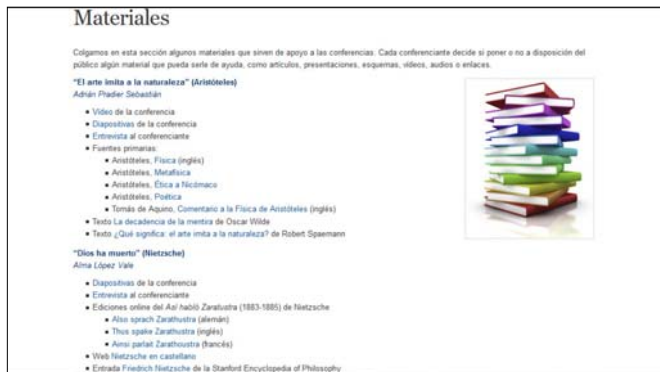 Materiales
Colgamos en esta sección algunos materiales que sirven de apoyo a las conferencias. Cada conferenciante decide si poner o no a disposición del
público algún material que pueda serle de ayuda, como artículos, presentaciones, esquemas, vídeos, audios o enlaces.
"El arte imita a la naturaleza" (Aristóteles)
Adrián Pradier Sebastián
• Vídeo de la conferencia
• Diapositivas de la conferencia
• Entrevista al conferenciante
• Fuentes primarias:
• Aristóteles, Física (inglés)
• Aristóteles, Metafísica
• Aristóteles, Ética a Nicómaco
• Aristóteles, Poética
• Tomás de Aquino, Comentario a la Física de Aristóteles (inglés)
• Texto La decadencia de la mentira de Oscar Wilde
• Texto ¿Qué significa: el arte imita a la naturaleza? de Robert Spaemann
"Dios ha muerto" (Nietzsche)
Alma López Vale
• Diapositivas de la conferencia
• Entrevista al conferenciante
• Ediciones online del Así habló Zaratustra (1883-1885) de Nietzsche
• Also sprach Zarathustra (alemán)
• Thus spake Zarathustra (inglés)
• Ainsi parlait Zarathoustra (francés)
• Web Nietzsche en castellano
• Entrada Friedrich Nietzsche de la Stanford Encyclopedia of Philosophy